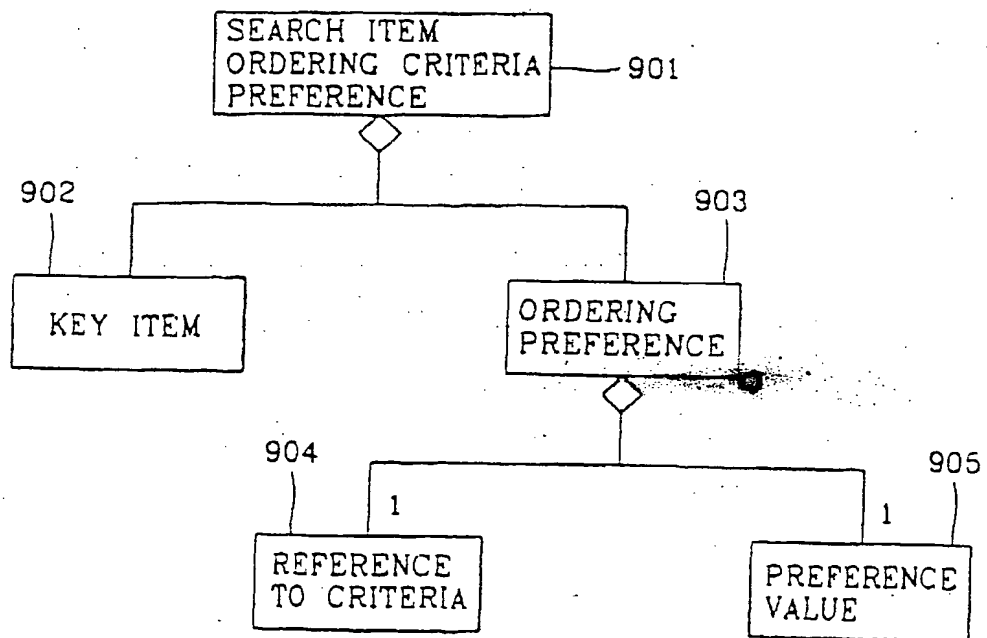 SEARCH ITEM
ORDERING CRITERIA
PREFERENCE
901
902
903
KEY ITEM
ORDERING
PREFERENCE
904
905
1
1
REFERENCE
TO CRITERIA
PREFERENCE
VALUE